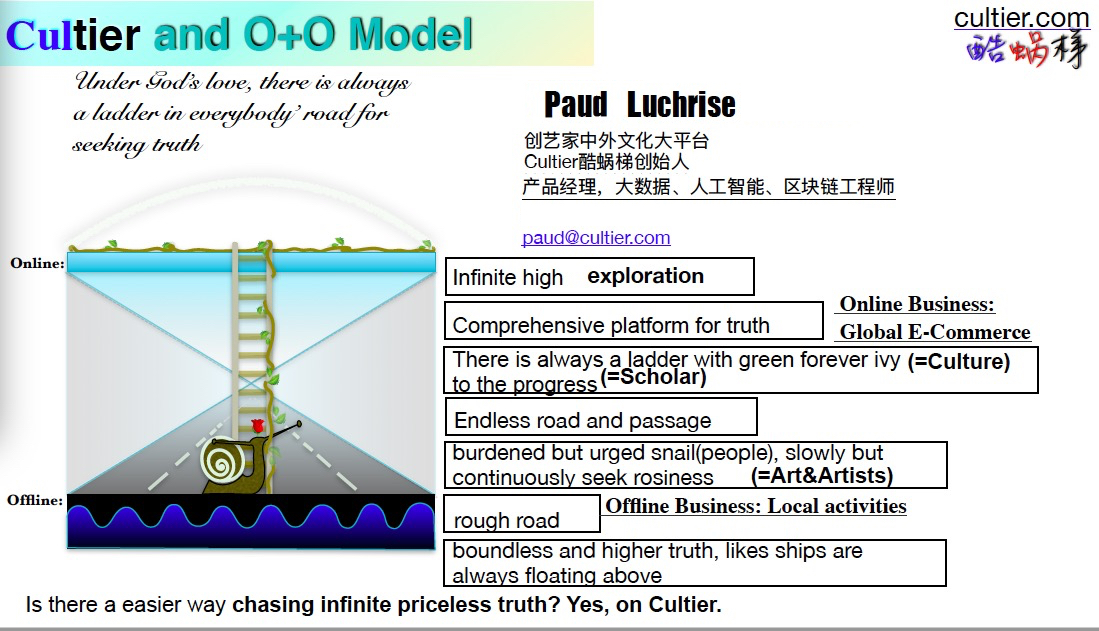 Cultier and O+O Model
cultier.com
酷蜗梯
Under God's love, there is always
a ladder in everybody' road for
seeking truth
Paud Luchrise
创艺家中外文化大平台
Cultier酷蜗梯创始人
产品经理，大数据、人工智能、区块链工程师
paud@cultier.com
Online:
Infinite high exploration
Comprehensive platform for truth
Online Business:
Global E-Commerce
There is always a ladder with green forever ivy (=Culture)
to the progress (=Scholar)
Endless road and passage
burdened but urged snail(people), slowly but
continuously seek rosiness (=Art&Artists)
Offline:
rough road
Offline Business: Local activities
boundless and higher truth, likes ships are
always floating above
Is there a easier way chasing infinite priceless truth? Yes, on Cultier.